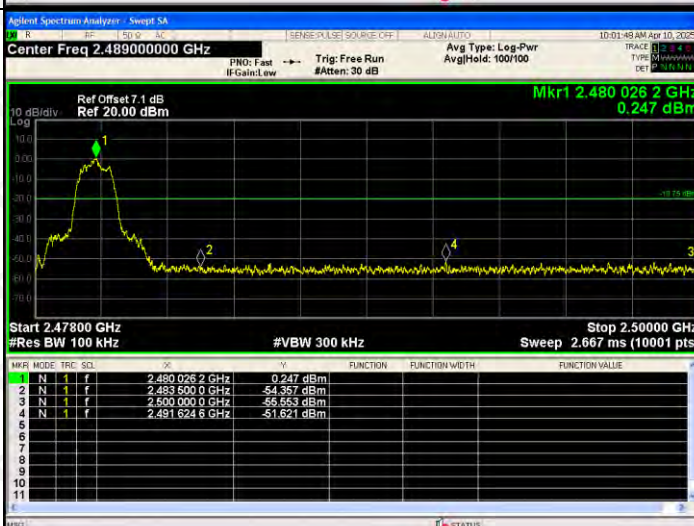 Agilent Spectrum Analyzer - Swept SA
R RF 50 Ω AC SENSE:PULSE SOURCE OFF ALIGN AUTO 10:01:48 AM Apr 10, 2025
Center Freq 2.489000000 GHz
PNO: Fast Trig: Free Run Avg Type: Log-Pwr TRACE 1 2 3 4 5
IFGain:Low #Atten: 30 dB Avg|Hold: 100/100 TYPE M
DET P N N N N
Mkr1 2.480 026 2 GHz
Ref Offset 7.1 dB
10 dB/div Ref 20.00 dBm 0.247 dBm
Log
10.0
0.00
-10.0
-20.0
-30.0
-40.0
-50.0
-60.0
-70.0
1
2
4
3
Start 2.47800 GHz Stop 2.50000 GHz
#Res BW 100 kHz #VBW 300 kHz Sweep 2.667 ms (10001 pts
MKR MODE TRC SCL X Y FUNCTION FUNCTION WIDTH FUNCTION VALUE
1 N 1 f 2.480 026 2 GHz 0.247 dBm
2 N 1 f 2.483 500 0 GHz -54.357 dBm
3 N 1 f 2.500 000 0 GHz -55.553 dBm
4 N 1 f 2.491 624 6 GHz -51.621 dBm
5
6
7
8
9
10
11
MSG STATUS